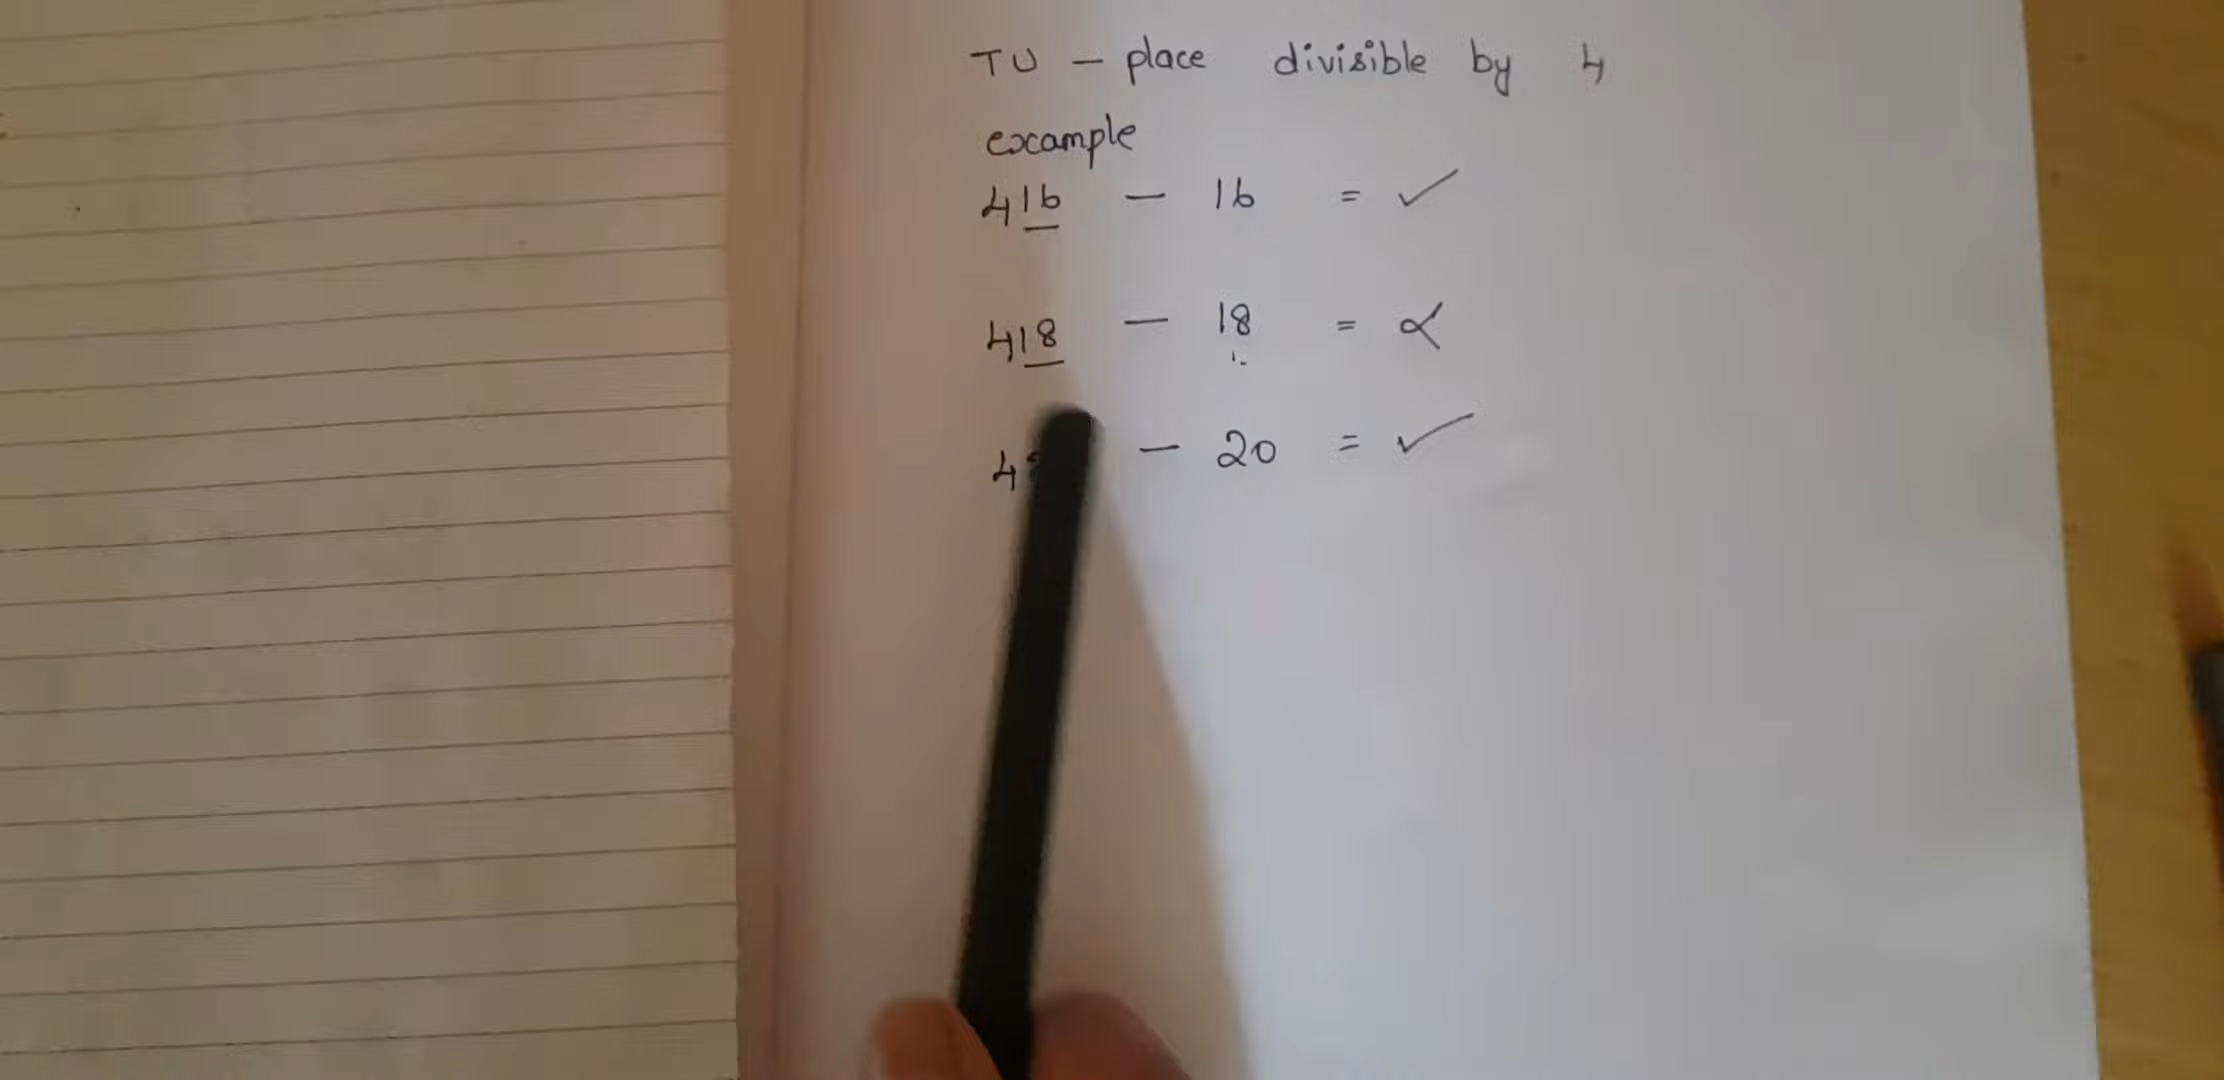 TU - place divisible by 4
example
416 - 16 = ✓
418 - 18 = ×
4 - 20 = ✓